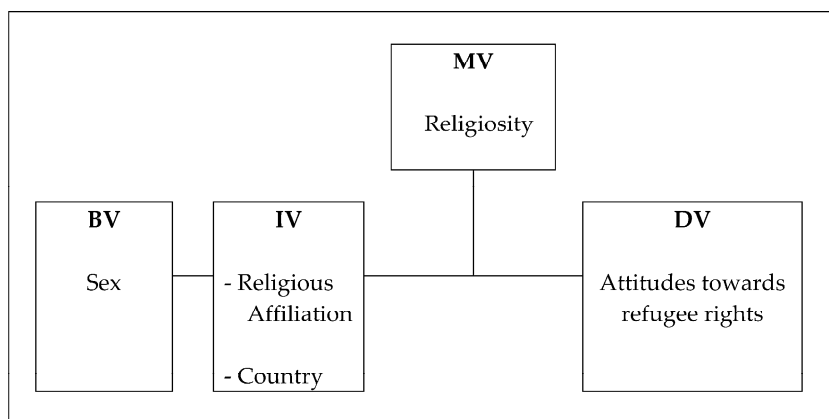 MV
Religiosity
BV
Sex
IV
- Religious
Affiliation
- Country
DV
Attitudes towards
refugee rights